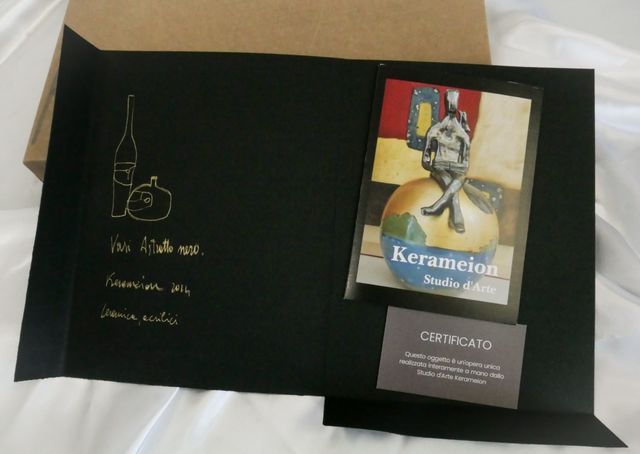 Vasi Astratto nero.
Kerameion 2014
Ceramica, acrilici
Kerameion
Studio d'Arte
CERTIFICATO
Questo oggetto è un'opera unica
realizzata interamente a mano dallo
Studio d'Arte Kerameion